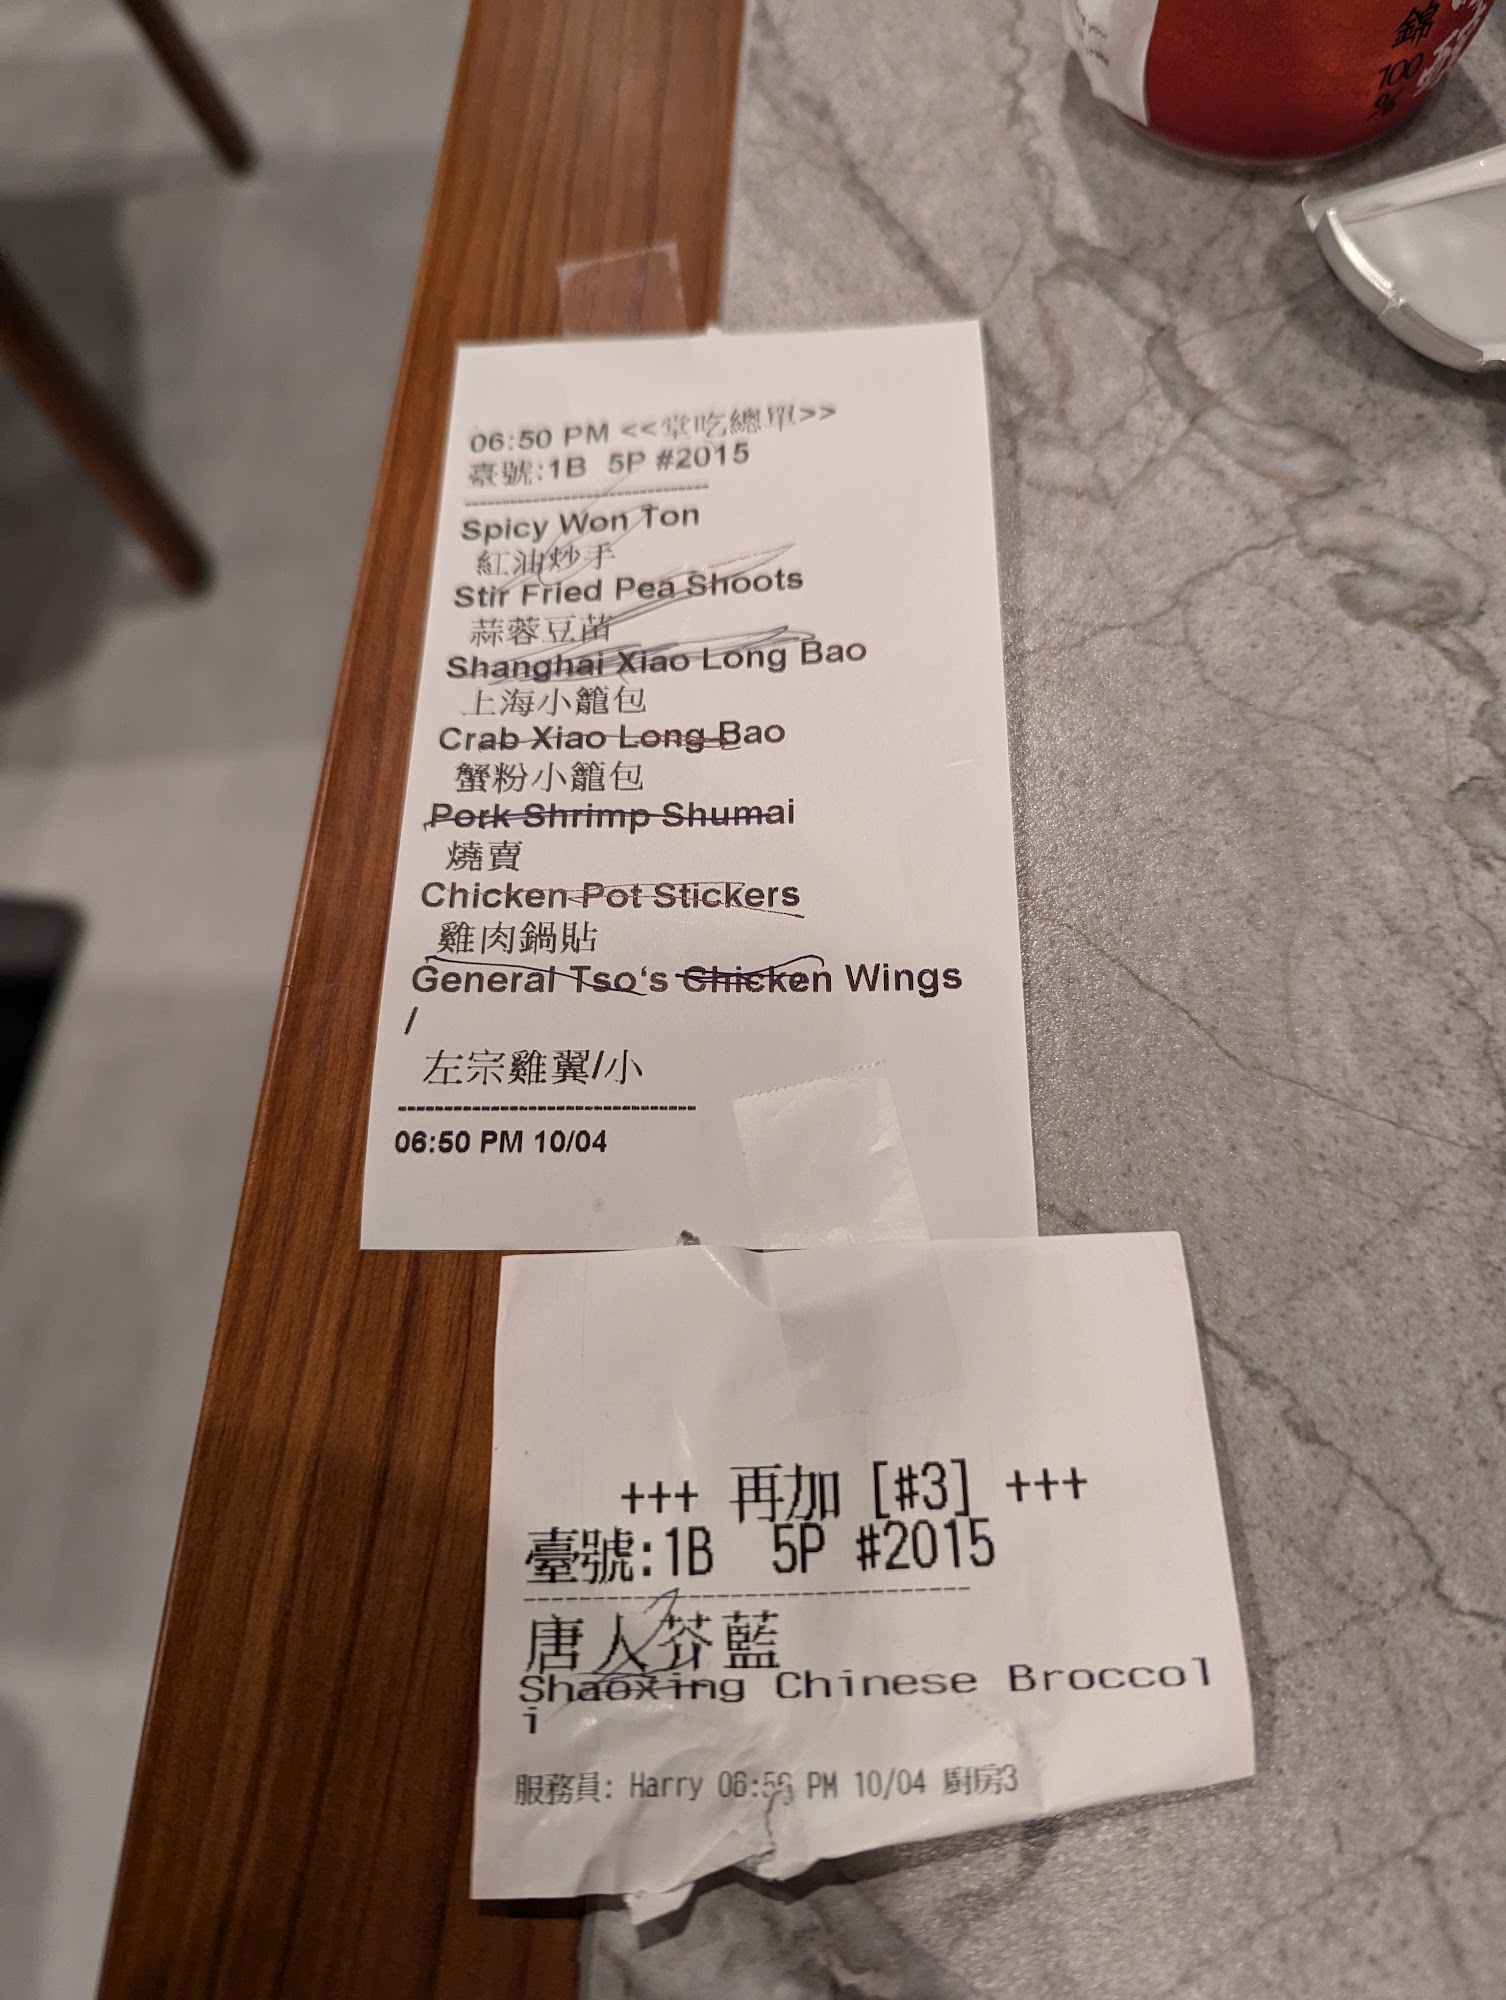 錦
100
%
06:50 PM <<堂吃總單>>
臺號:1B 5P #2015
--------------------------------
Spicy Won Ton
紅油炒手
Stir Fried Pea Shoots
蒜蓉豆苗
Shanghai Xiao Long Bao
上海小籠包
Crab Xiao Long Bao
蟹粉小籠包
Pork Shrimp Shumai
燒賣
Chicken Pot Stickers
雞肉鍋貼
General Tso's Chicken Wings
/
左宗雞翼/小
--------------------------------
06:50 PM 10/04
+++ 再加 [#3] +++
臺號:1B 5P #2015
--------------------------------
唐人芥藍
Shaoxing Chinese Broccol
i
服務員: Harry 06:56 PM 10/04 廚房3